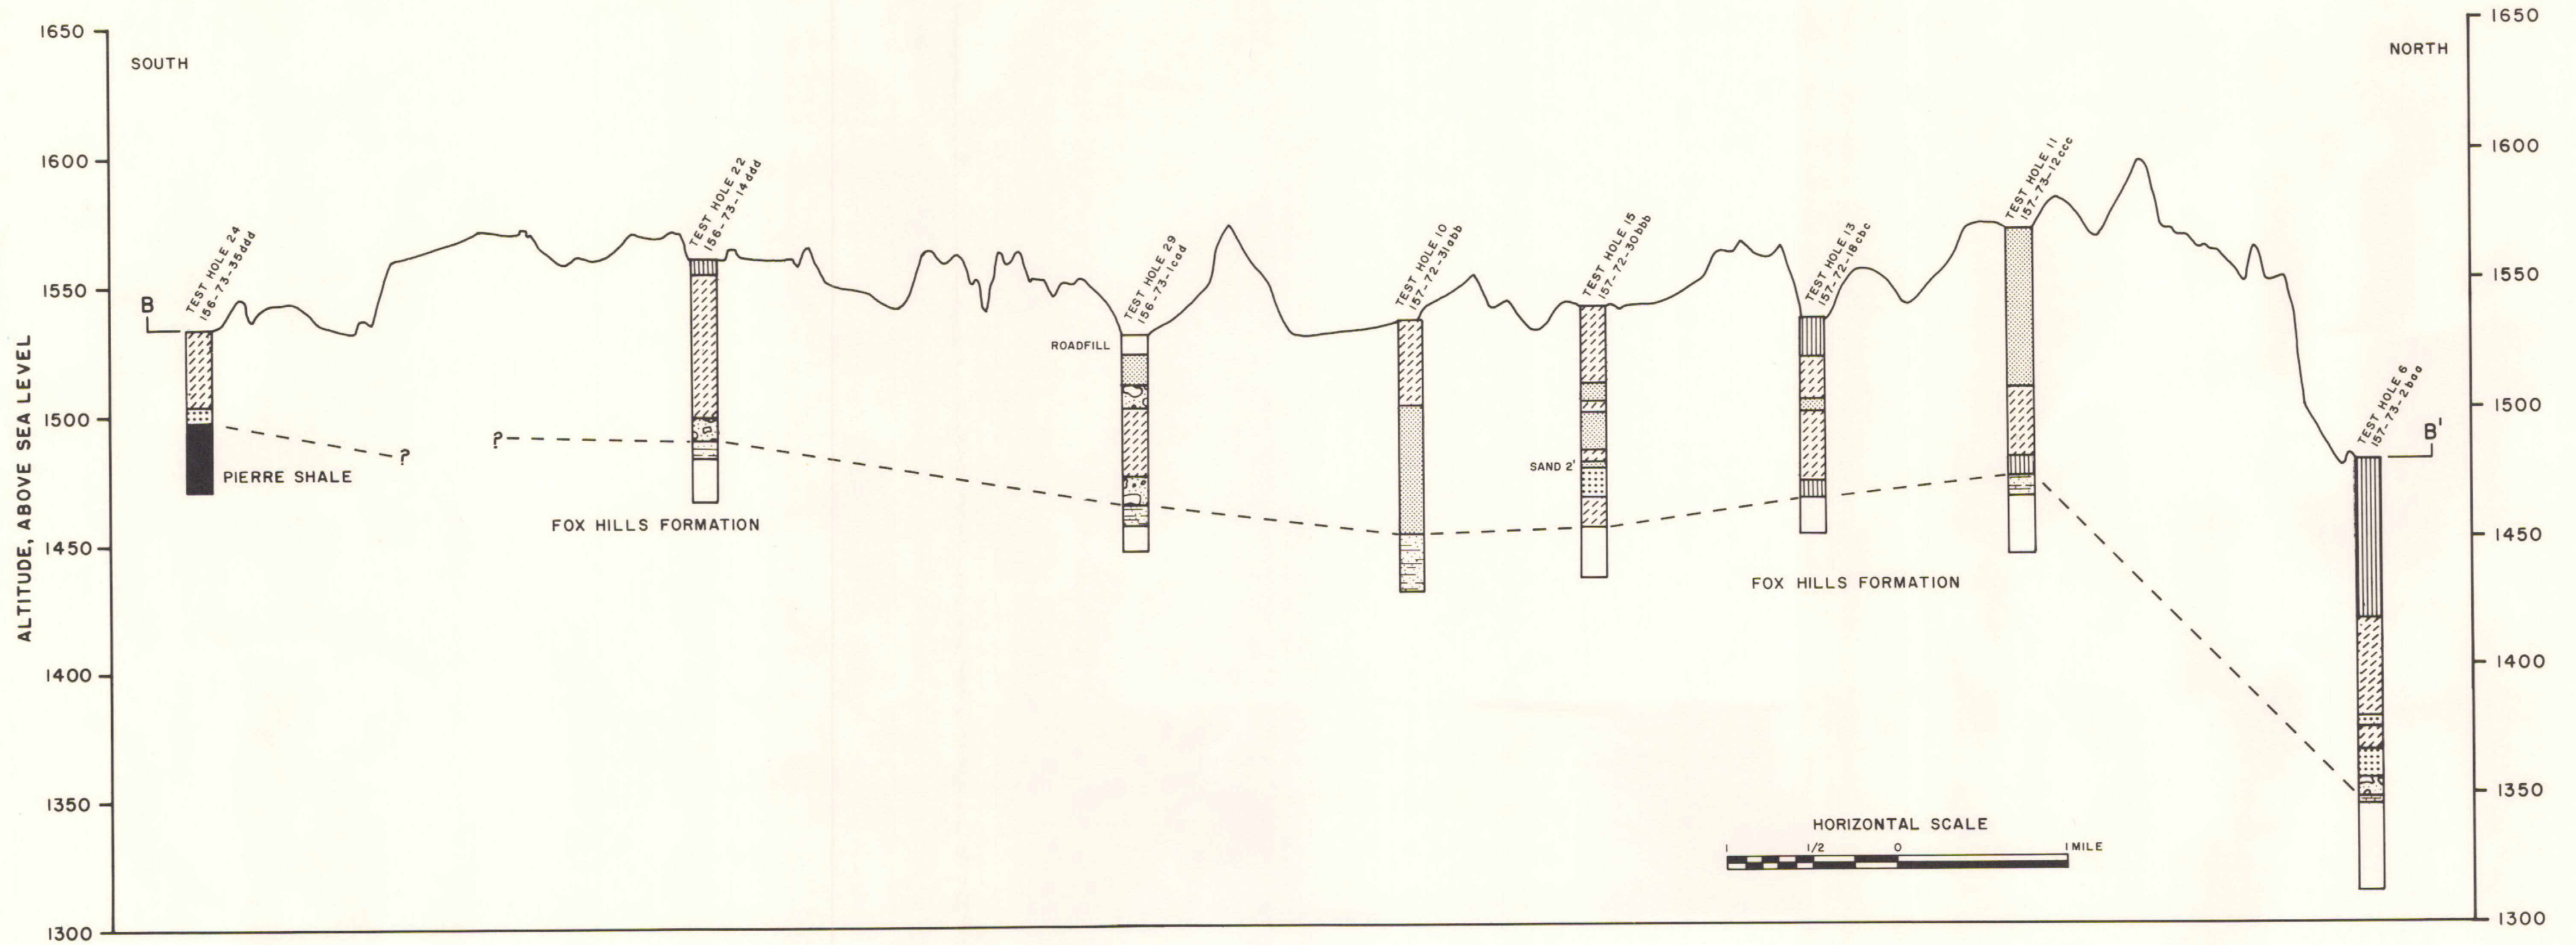 1650
1650
SOUTH
NORTH
1600
1600
TEST HOLE 24
156-73-35ddd
TEST HOLE 22
156-73-14ddd
TEST HOLE 29
156-73-1cad
TEST HOLE 10
157-72-31abb
TEST HOLE 15
157-72-30bbb
TEST HOLE 13
157-72-18cbc
TEST HOLE 11
157-73-12ccc
TEST HOLE 6
157-73-2baa
1550
1550
B
B'
ROADFILL
ALTITUDE, ABOVE SEA LEVEL
1500
1500
?
?
PIERRE SHALE
SAND 2'
FOX HILLS FORMATION
1450
1450
FOX HILLS FORMATION
1400
1400
1350
1350
HORIZONTAL SCALE
1 1/2 0 1 MILE
1300
1300